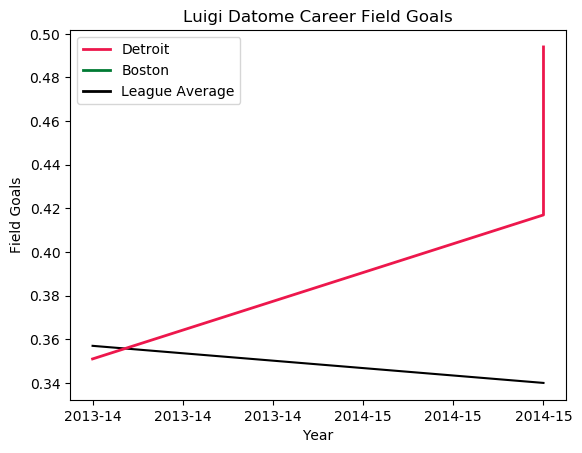 Luigi Datome Career Field Goals
Detroit
Boston
League Average
0.50
0.48
0.46
0.44
0.42
0.40
0.38
0.36
0.34
Field Goals
2013-14 2013-14 2013-14 2014-15 2014-15 2014-15
Year